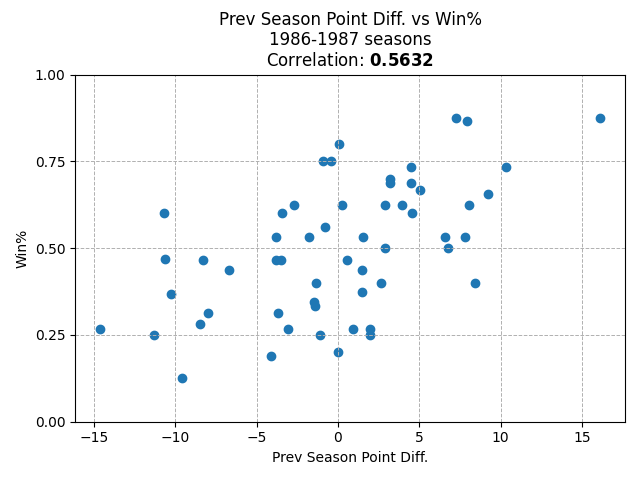 Prev Season Point Diff. vs Win%
1986-1987 seasons
Correlation: 0.5632
1.00
0.75
0.50
0.25
0.00
Win%
−15
−10
−5
0
5
10
15
Prev Season Point Diff.